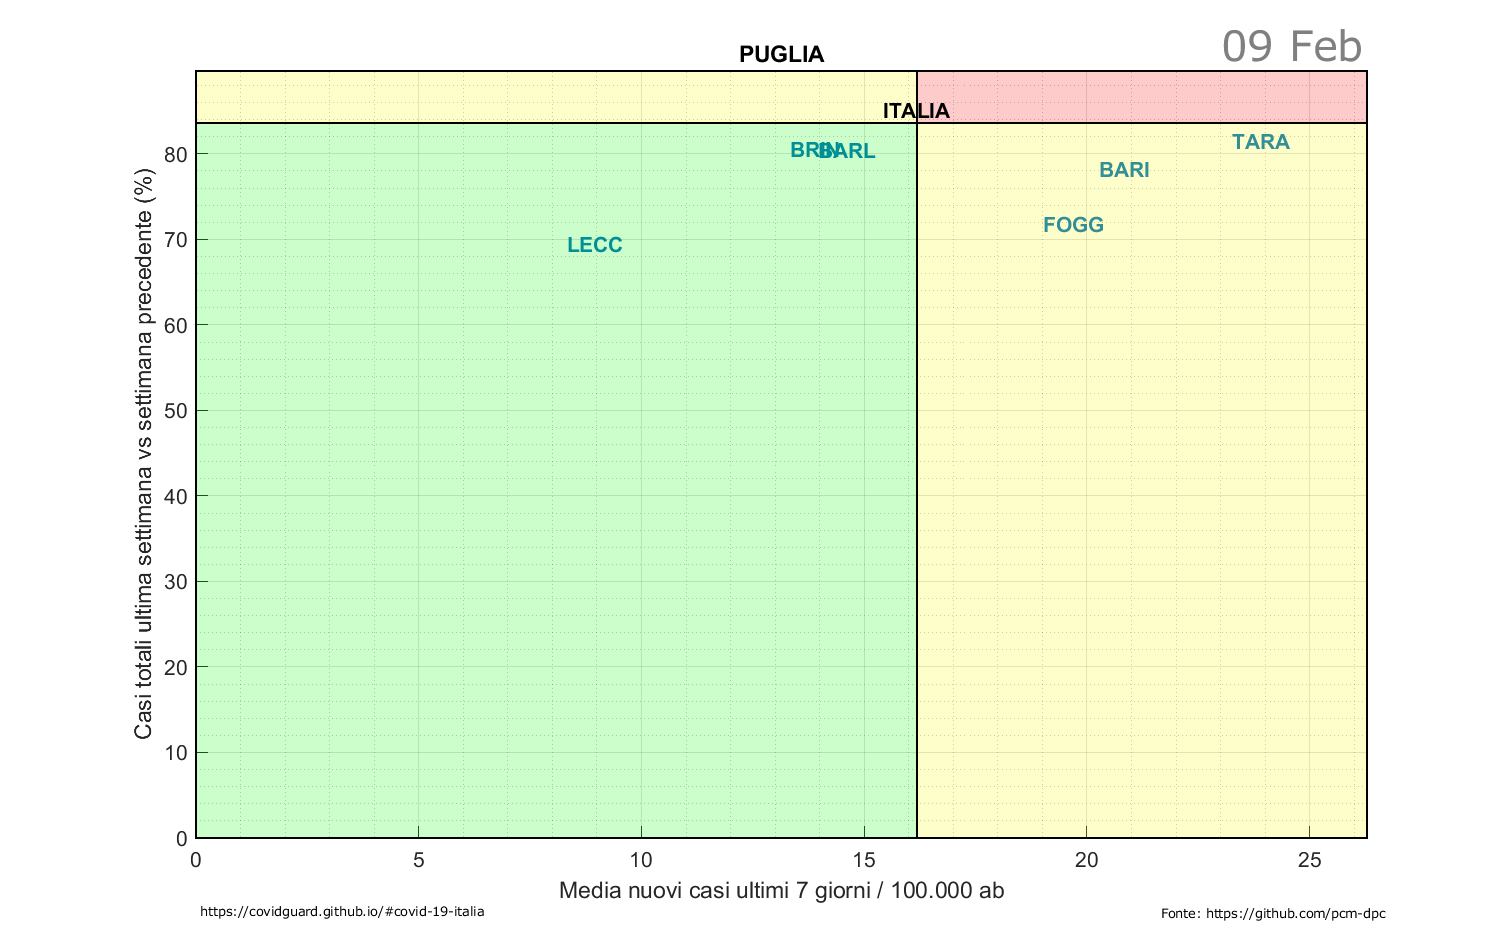 09 Feb
PUGLIA
ITALIA
TARA
BRIN
BARL
BARI
FOGG
LECC
Casi totali ultima settimana vs settimana precedente (%)
80
70
60
50
40
30
20
10
0
0 5 10 15 20 25
Media nuovi casi ultimi 7 giorni / 100.000 ab
https://covidguard.github.io/#covid-19-italia
Fonte: https://github.com/pcm-dpc